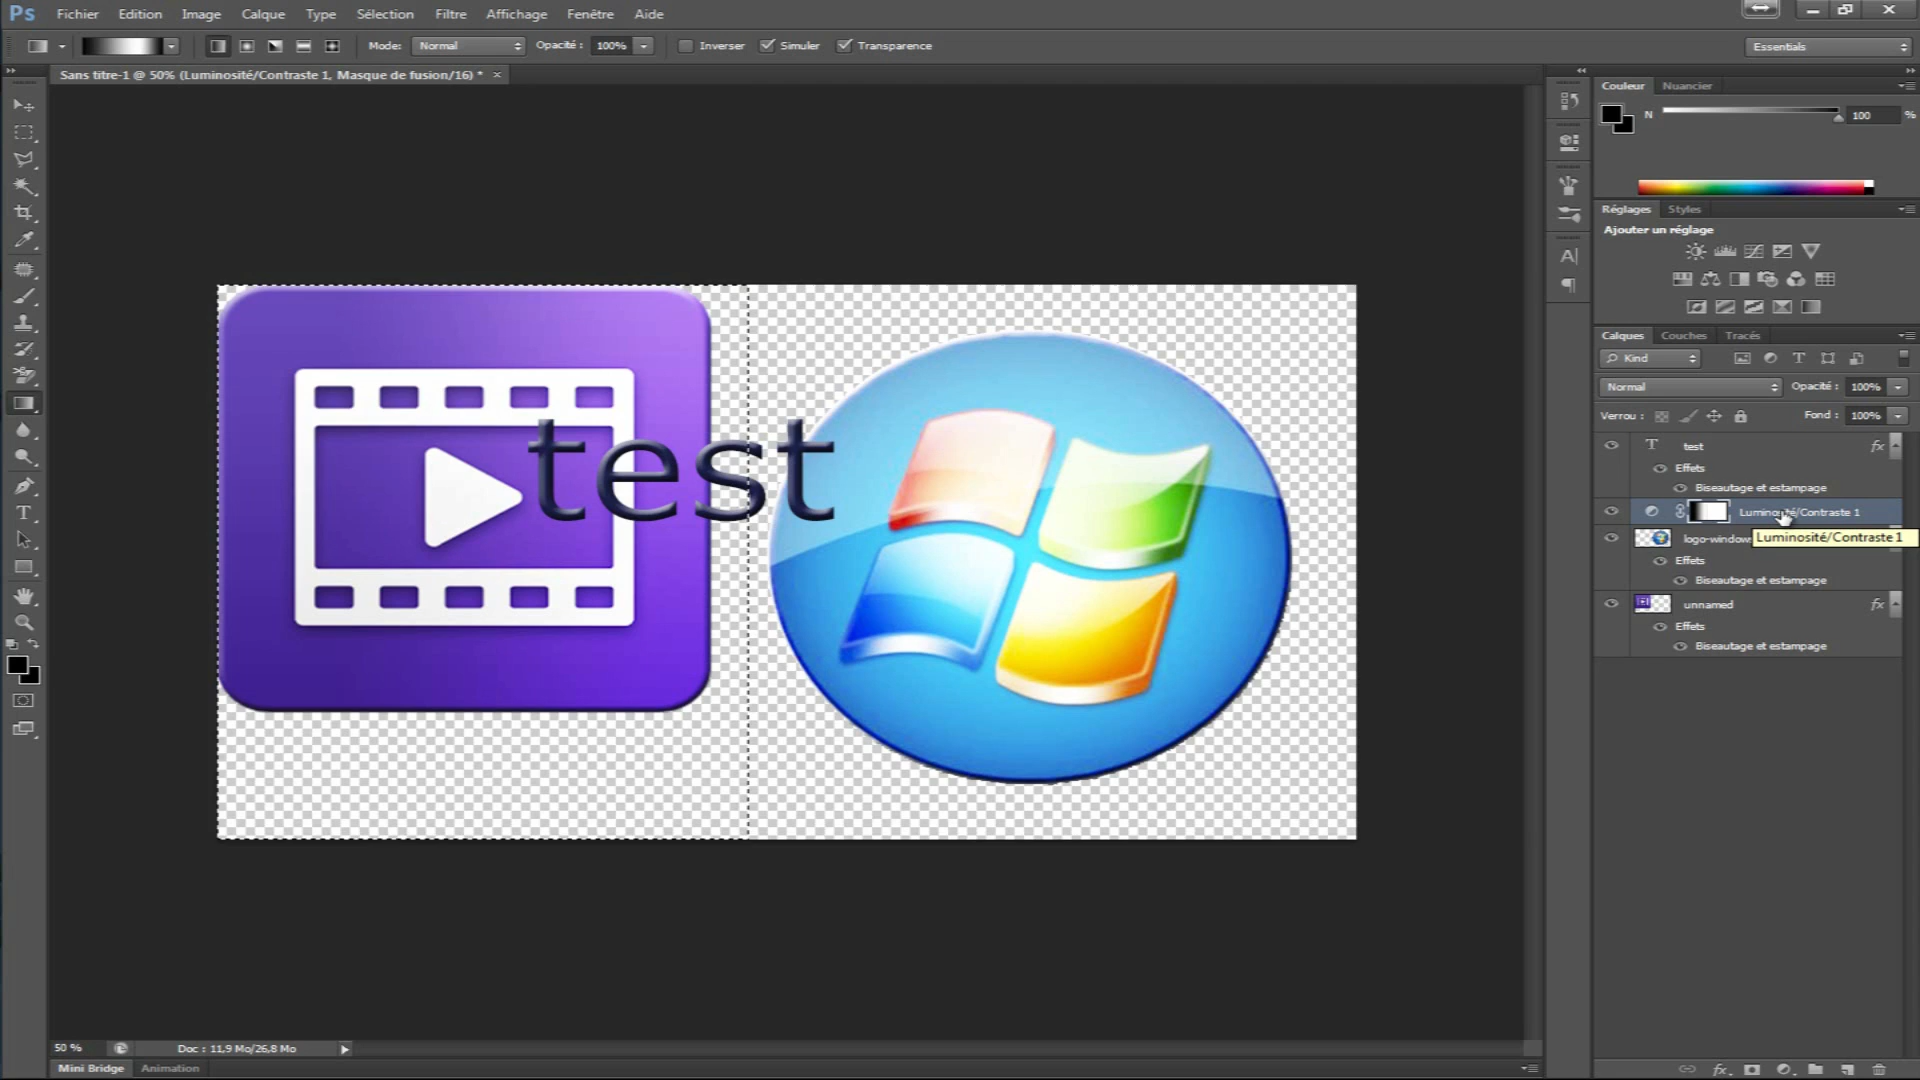 Ps Fichier Edition Image Calque Type Sélection Filtre Affichage Fenêtre Aide
Mode: Normal Opacité : 100% Inverser Simuler Transparence Essentials
Sans titre-1 @ 50% (Luminosité/Contraste 1, Masque de fusion/16) * ×
Couleur Nuancier
N 100 %
Réglages Styles
Ajouter un réglage
Calques Couches Tracés
Kind
Normal Opacité : 100%
Verrou : Fond : 100%
T test fx
Effets
Biseautage et estampage
Luminosité/Contraste 1
logo-window
Luminosité/Contraste 1
Effets
Biseautage et estampage
unnamed fx
Effets
Biseautage et estampage
test
50 % Doc : 11,9 Mo/26,8 Mo
Mini Bridge Animation